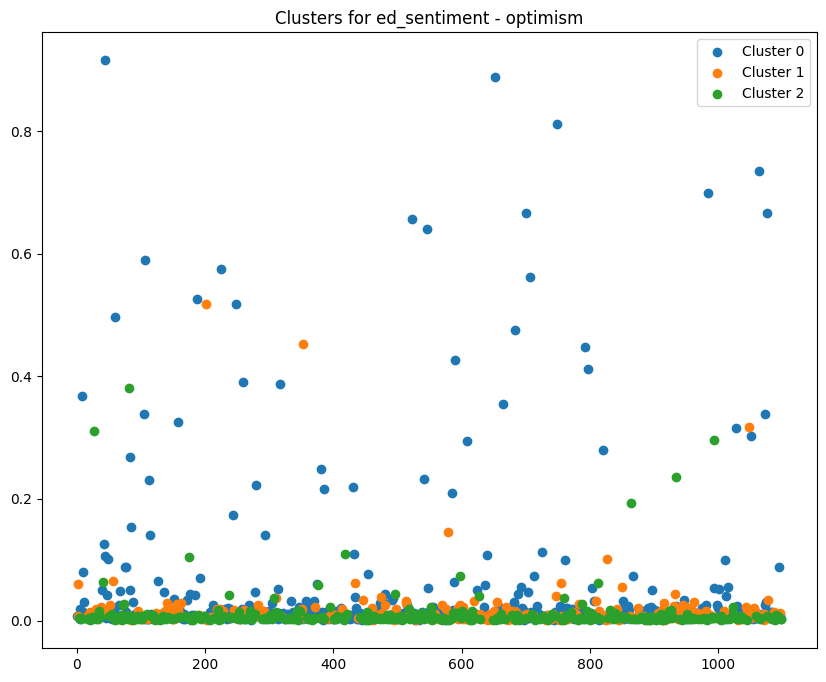 Clusters for ed_sentiment - optimism
Cluster 0
Cluster 1
Cluster 2
0.8
0.6
0.4
0.2
0.0
0 200 400 600 800 1000